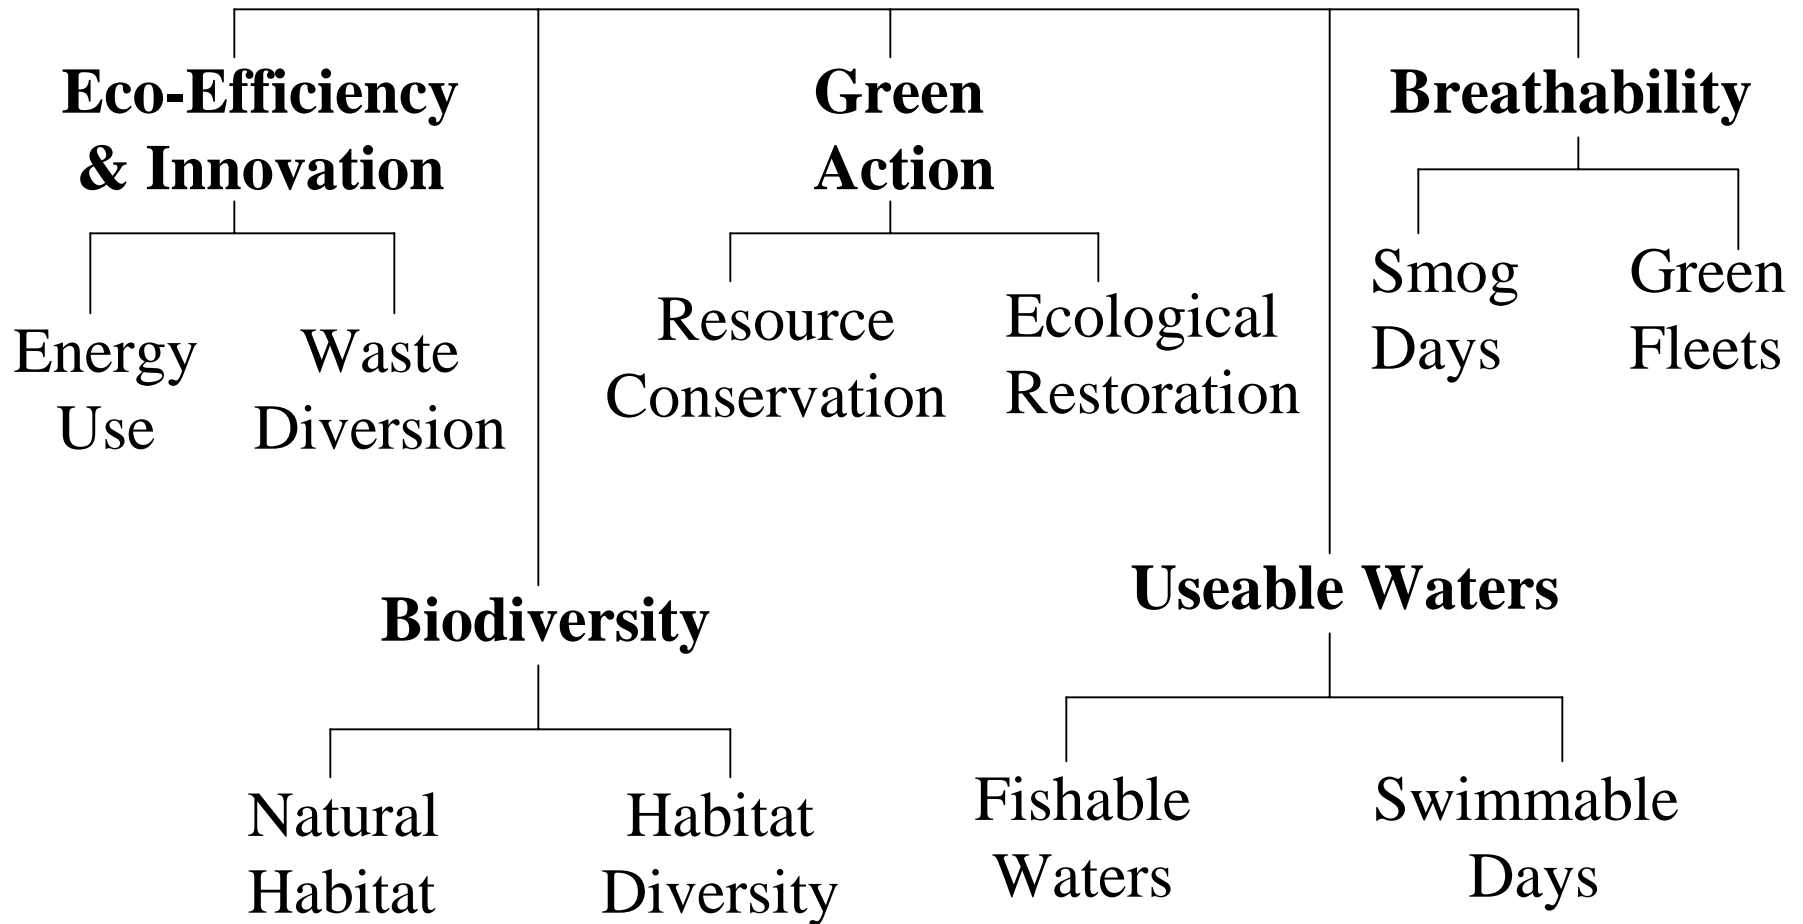 Eco-Efficiency
& Innovation
Energy
Use
Waste
Diversion
Green
Action
Resource
Conservation
Ecological
Restoration
Breathability
Smog
Days
Green
Fleets
Biodiversity
Natural
Habitat
Habitat
Diversity
Useable Waters
Fishable
Waters
Swimmable
Days